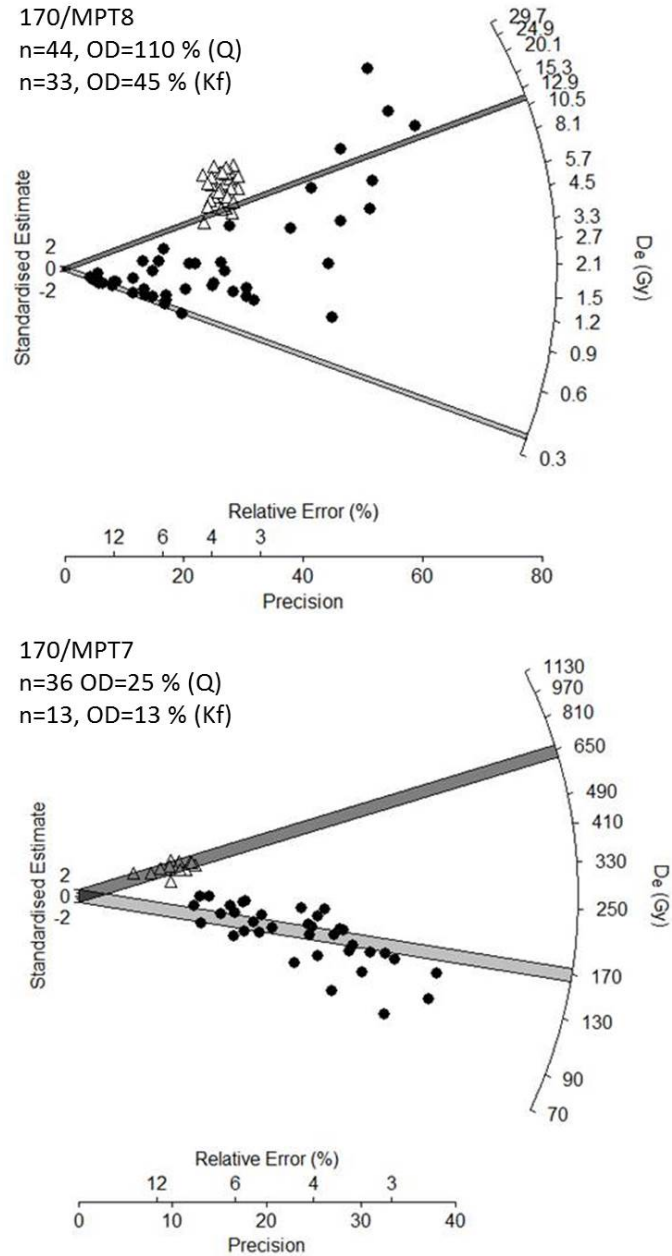 170/MPT8
n=44, OD=110 % (Q)
n=33, OD=45 % (Kf)
29.7
24.9
20.1
15.3
12.9
10.5
8.1
5.7
4.5
3.3
2.7
2.1
1.5
1.2
0.9
0.6
0.3
De (Gy)
Standardised Estimate
2
0
-2
Relative Error (%)
12 6 4 3
0 20 40 60 80
Precision
170/MPT7
n=36 OD=25 % (Q)
n=13, OD=13 % (Kf)
1130
970
810
650
490
410
330
250
170
130
90
70
De (Gy)
Standardised Estimate
2
0
-2
Relative Error (%)
12 6 4 3
0 10 20 30 40
Precision